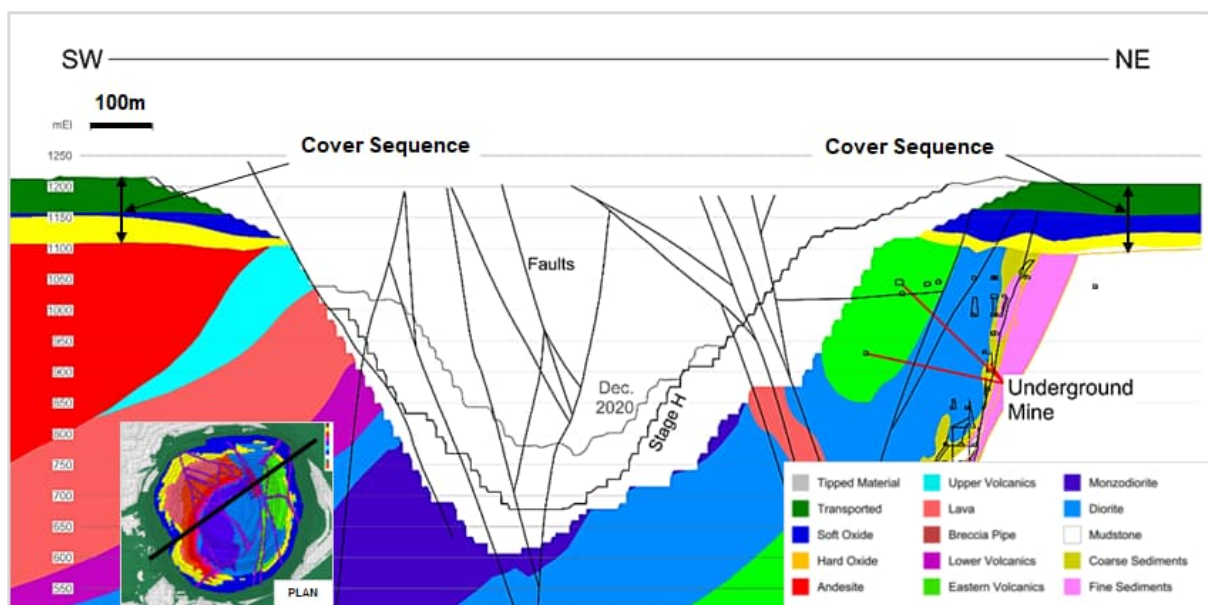 SW
NE
100m
mEl
Cover Sequence
Cover Sequence
1250
1200
1150
1100
1050
1000
950
900
850
800
750
700
650
600
550
Faults
Dec.
2020
Stage H
Underground
Mine
PLAN
Tipped Material
Transported
Soft Oxide
Hard Oxide
Andesite
Upper Volcanics
Lava
Breccia Pipe
Lower Volcanics
Eastern Volcanics
Monzodiorite
Diorite
Mudstone
Coarse Sediments
Fine Sediments